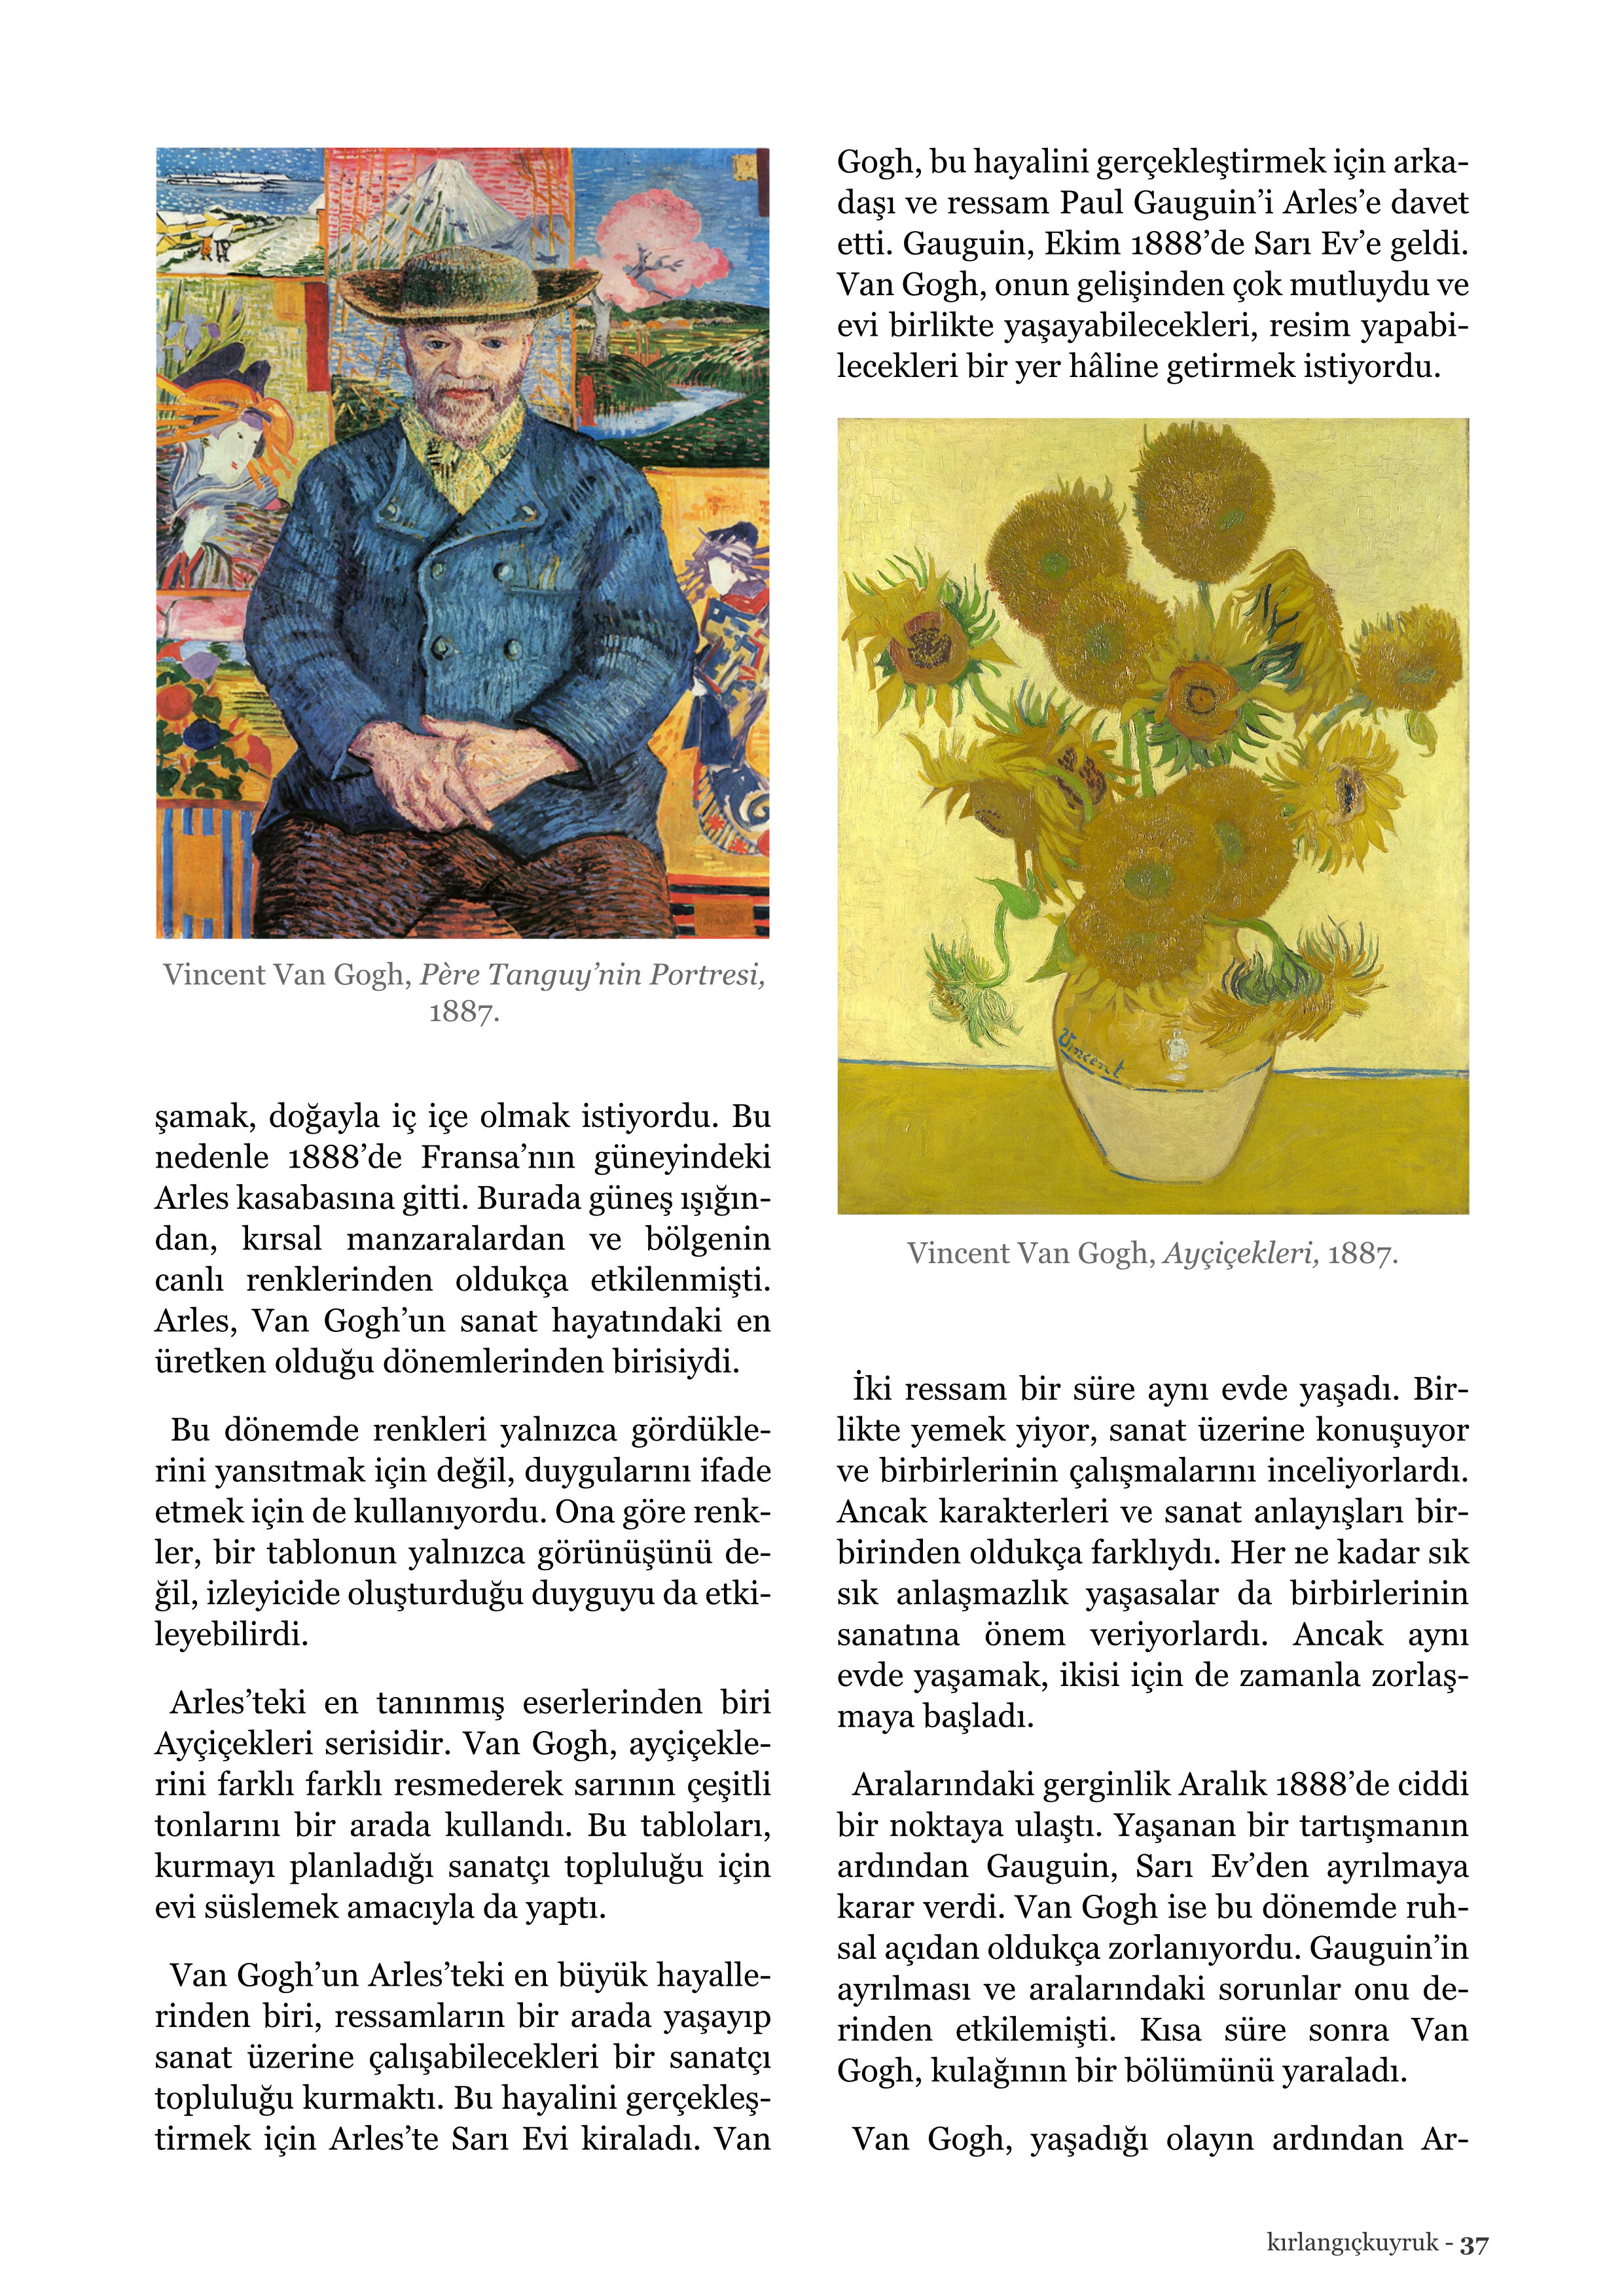 Vincent Van Gogh, Père Tanguy’nin Portresi,
1887.
şamak, doğayla iç içe olmak istiyordu. Bu
nedenle 1888’de Fransa’nın güneyindeki
Arles kasabasına gitti. Burada güneş ışığın-
dan, kırsal manzaralardan ve bölgenin
canlı renklerinden oldukça etkilenmişti.
Arles, Van Gogh’un sanat hayatındaki en
üretken olduğu dönemlerinden birisiydi.
Bu dönemde renkleri yalnızca gördükle-
rini yansıtmak için değil, duygularını ifade
etmek için de kullanıyordu. Ona göre renk-
ler, bir tablonun yalnızca görünüşünü de-
ğil, izleyicide oluşturduğu duyguyu da etki-
leyebilirdi.
Arles’teki en tanınmış eserlerinden biri
Ayçiçekleri serisidir. Van Gogh, ayçiçekle-
rini farklı farklı resmederek sarının çeşitli
tonlarını bir arada kullandı. Bu tabloları,
kurmayı planladığı sanatçı topluluğu için
evi süslemek amacıyla da yaptı.
Van Gogh’un Arles’teki en büyük hayalle-
rinden biri, ressamların bir arada yaşayıp
sanat üzerine çalışabilecekleri bir sanatçı
topluluğu kurmaktı. Bu hayalini gerçekleş-
tirmek için Arles’te Sarı Evi kiraladı. Van
Gogh, bu hayalini gerçekleştirmek için arka-
daşı ve ressam Paul Gauguin’i Arles’e davet
etti. Gauguin, Ekim 1888’de Sarı Ev’e geldi.
Van Gogh, onun gelişinden çok mutluydu ve
evi birlikte yaşayabilecekleri, resim yapabi-
lecekleri bir yer hâline getirmek istiyordu.
Vincent
Vincent Van Gogh, Ayçiçekleri, 1887.
İki ressam bir süre aynı evde yaşadı. Bir-
likte yemek yiyor, sanat üzerine konuşuyor
ve birbirlerinin çalışmalarını inceliyorlardı.
Ancak karakterleri ve sanat anlayışları bir-
birinden oldukça farklıydı. Her ne kadar sık
sık anlaşmazlık yaşasalar da birbirlerinin
sanatına önem veriyorlardı. Ancak aynı
evde yaşamak, ikisi için de zamanla zorlaş-
maya başladı.
Aralarındaki gerginlik Aralık 1888’de ciddi
bir noktaya ulaştı. Yaşanan bir tartışmanın
ardından Gauguin, Sarı Ev’den ayrılmaya
karar verdi. Van Gogh ise bu dönemde ruh-
sal açıdan oldukça zorlanıyordu. Gauguin’in
ayrılması ve aralarındaki sorunlar onu de-
rinden etkilemişti. Kısa süre sonra Van
Gogh, kulağının bir bölümünü yaraladı.
Van Gogh, yaşadığı olayın ardından Ar-
kırlangıçkuyruk - 37